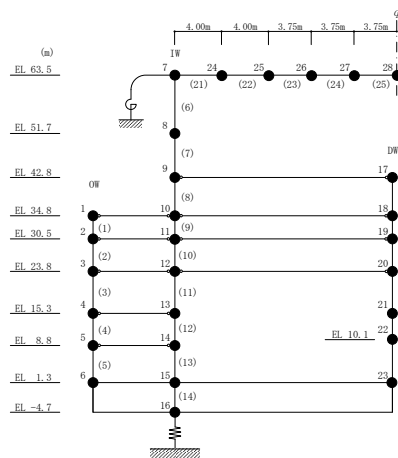 ℄
4.00m 4.00m 3.75m 3.75m 3.75m
(m) IW
EL 63.5 7 24 25 26 27 28
(21) (22) (23) (24) (25)
(6)
EL 51.7 8
(7)
DW
EL 42.8 9 17
OW (8)
EL 34.8 1 10 18
(1) (9)
EL 30.5 2 11 19
(2) (10)
EL 23.8 3 12 20
(3) (11)
EL 15.3 4 13 21
(4) (12)
EL 10.1 22
EL 8.8 5 14
(5) (13)
EL 1.3 6 15 23
(14)
EL -4.7 16